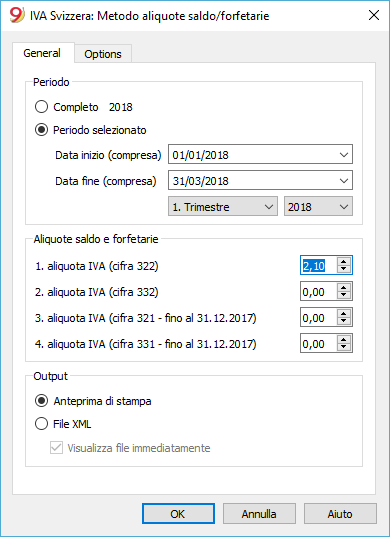 IVA Svizzera: Metodo aliquote saldo/forfetarie
General Options
Periodo
Completo 2018
Periodo selezionato
Data inizio (compresa) 01/01/2018
Data fine (compresa) 31/03/2018
1. Trimestre 2018
Aliquote saldo e forfetarie
1. aliquota IVA (cifra 322) 2,10
2. aliquota IVA (cifra 332) 0,00
3. aliquota IVA (cifra 321 - fino al 31.12.2017) 0,00
4. aliquota IVA (cifra 331 - fino al 31.12.2017) 0,00
Output
Anteprima di stampa
File XML
Visualizza file immediatamente
OK Annulla Aiuto